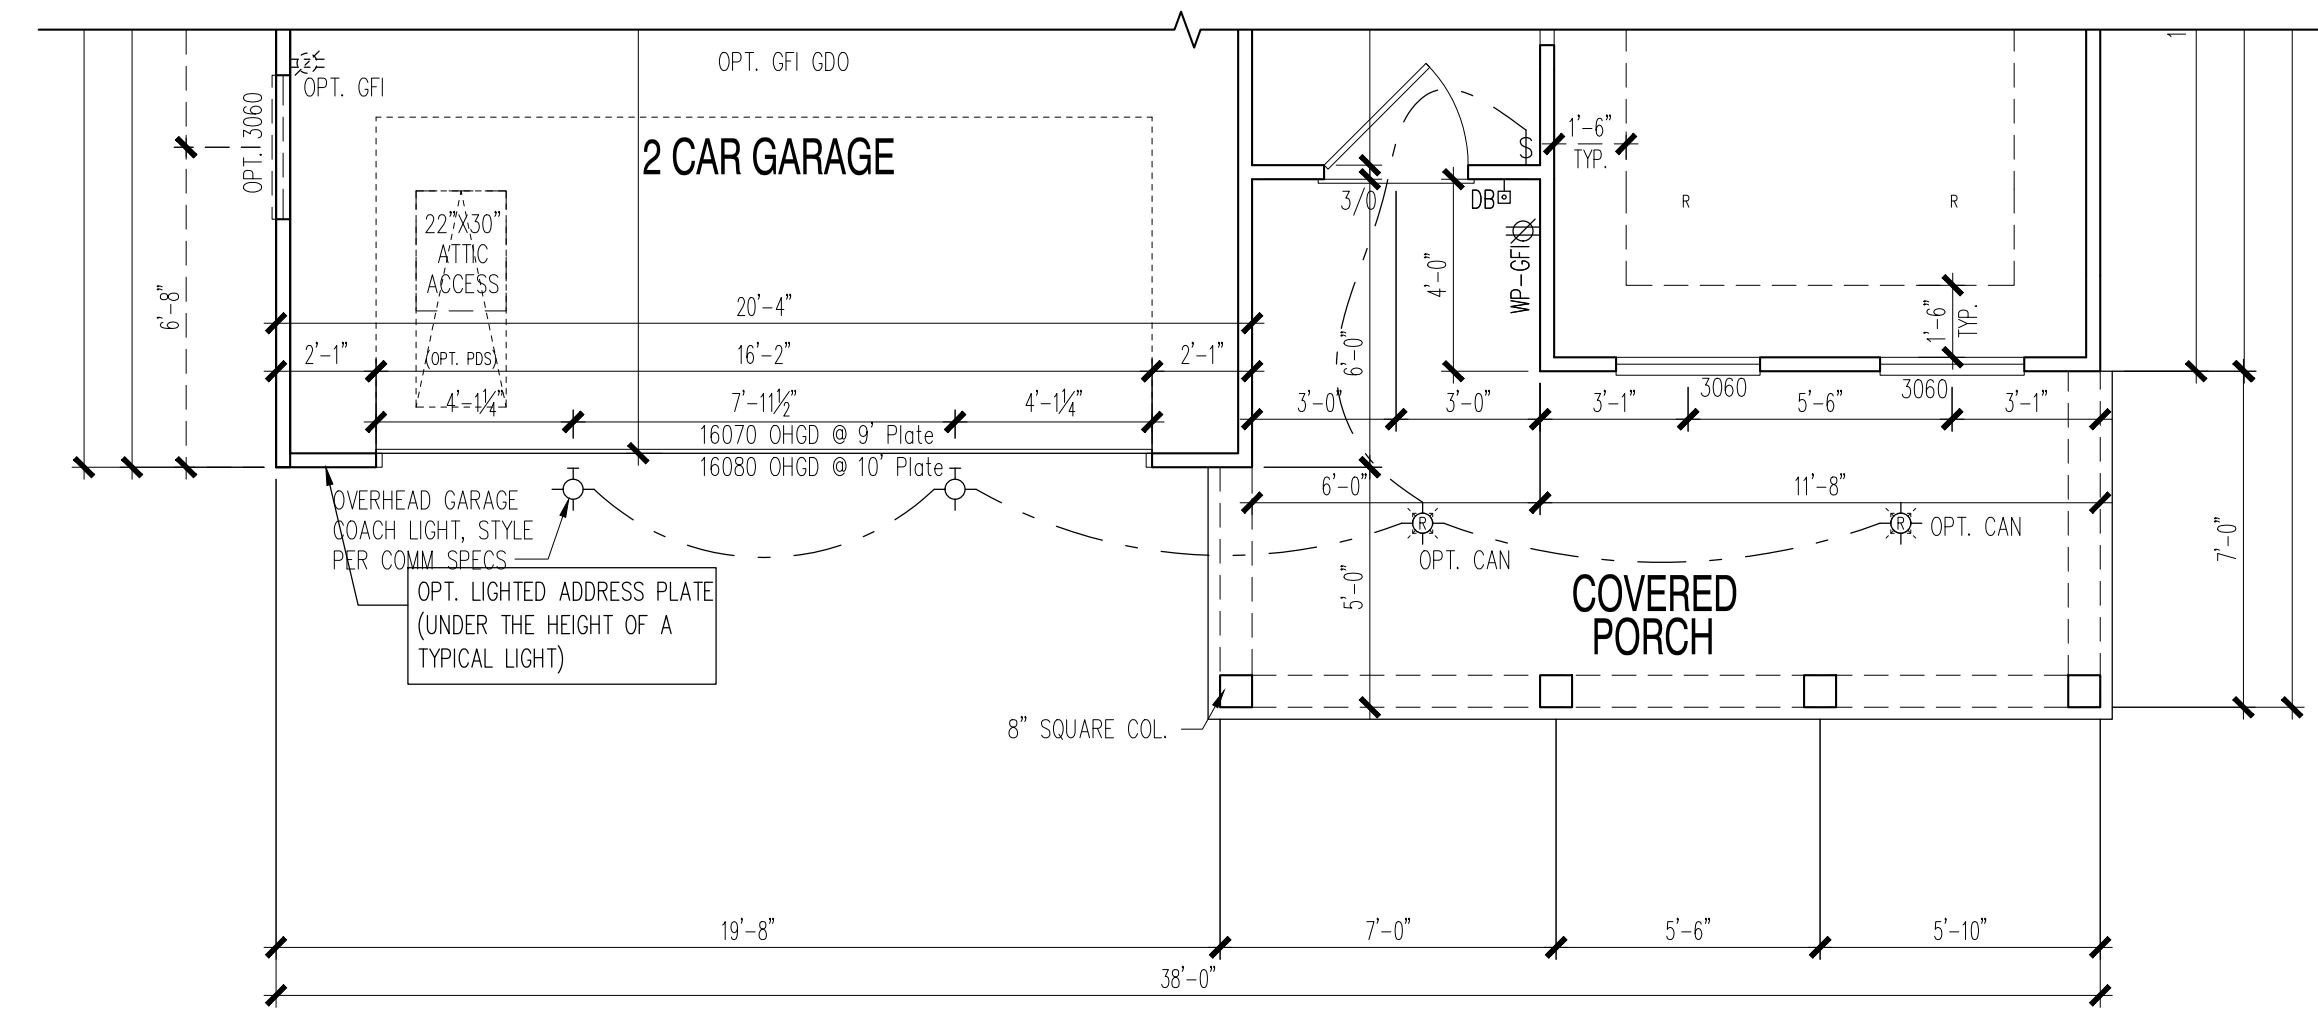 OPT. GFI GDO
OPT. GFI
OPT. 3060
2 CAR GARAGE
22"X30"
ATTIC
ACCESS
(OPT. PDS)
6'-8"
20'-4"
2'-1"
16'-2"
2'-1"
4'-1¼"
7'-11½"
4'-1¼"
16070 OHGD @ 9' Plate
16080 OHGD @ 10' Plate
1'-6"
TYP.
S
3/0
DB
WP-GFI
4'-0"
6'-0"
R
R
1'-6"
TYP.
3060
3060
3'-0"
3'-0"
3'-1"
5'-6"
3'-1"
6'-0"
11'-8"
OVERHEAD GARAGE
COACH LIGHT, STYLE
PER COMM SPECS
OPT. LIGHTED ADDRESS PLATE
(UNDER THE HEIGHT OF A
TYPICAL LIGHT)
R
OPT. CAN
R
OPT. CAN
5'-0"
7'-0"
COVERED
PORCH
8" SQUARE COL.
19'-8"
7'-0"
5'-6"
5'-10"
38'-0"